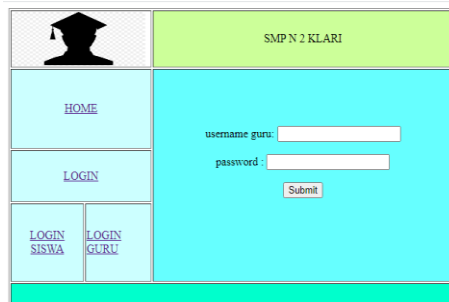 SMP N 2 KLARI
HOME
LOGIN
LOGIN
SISWA
LOGIN
GURU
username guru:
password :
Submit